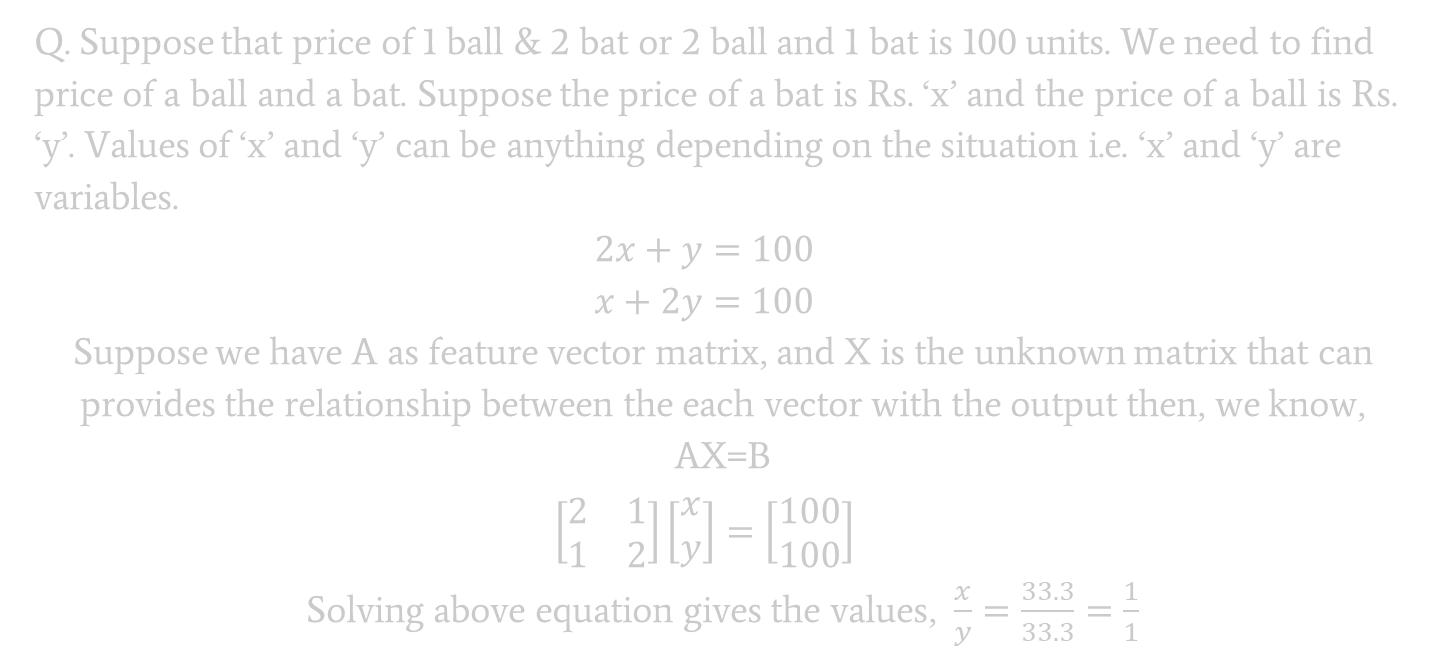 Q. Suppose that price of 1 ball & 2 bat or 2 ball and 1 bat is 100 units. We need to find
price of a ball and a bat. Suppose the price of a bat is Rs. ‘x’ and the price of a ball is Rs.
‘y’. Values of ‘x’ and ‘y’ can be anything depending on the situation i.e. ‘x’ and ‘y’ are
variables.
2x + y = 100
x + 2y = 100
Suppose we have A as feature vector matrix, and X is the unknown matrix that can
provides the relationship between the each vector with the output then, we know,
AX=B
[2 1; 1 2][x; y] = [100; 100]
Solving above equation gives the values, x/y = 33.3/33.3 = 1/1